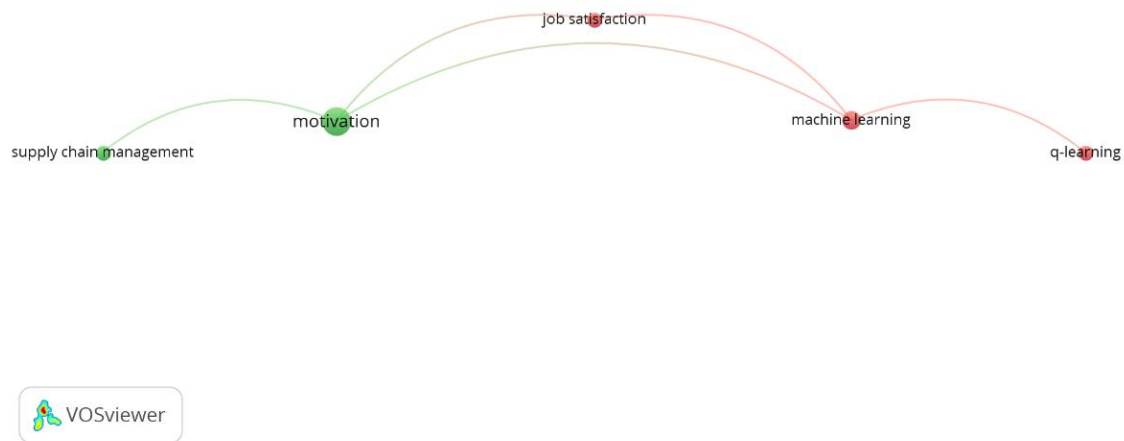 job satisfaction
motivation
machine learning
supply chain management
q-learning
VOSviewer